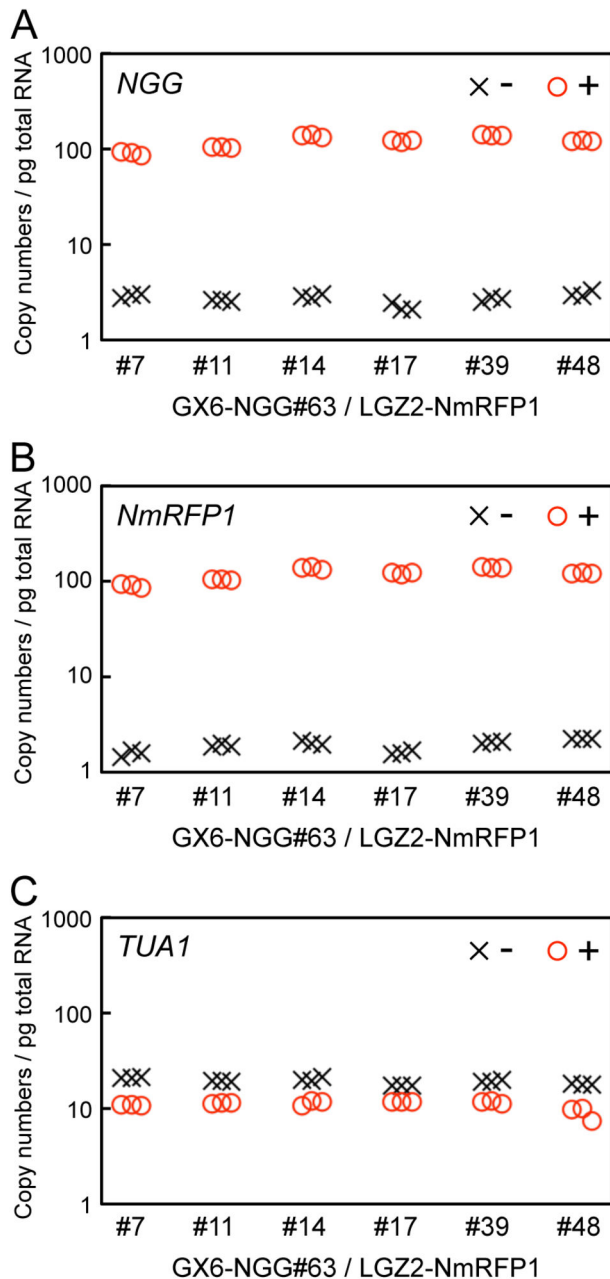 A
Copy numbers / pg total RNA
1000
100
10
1
NGG
× - ○ +
#7 #11 #14 #17 #39 #48
GX6-NGG#63 / LGZ2-NmRFP1
B
Copy numbers / pg total RNA
1000
100
10
1
NmRFP1
× - ○ +
#7 #11 #14 #17 #39 #48
GX6-NGG#63 / LGZ2-NmRFP1
C
Copy numbers / pg total RNA
1000
100
10
1
TUA1
× - ○ +
#7 #11 #14 #17 #39 #48
GX6-NGG#63 / LGZ2-NmRFP1